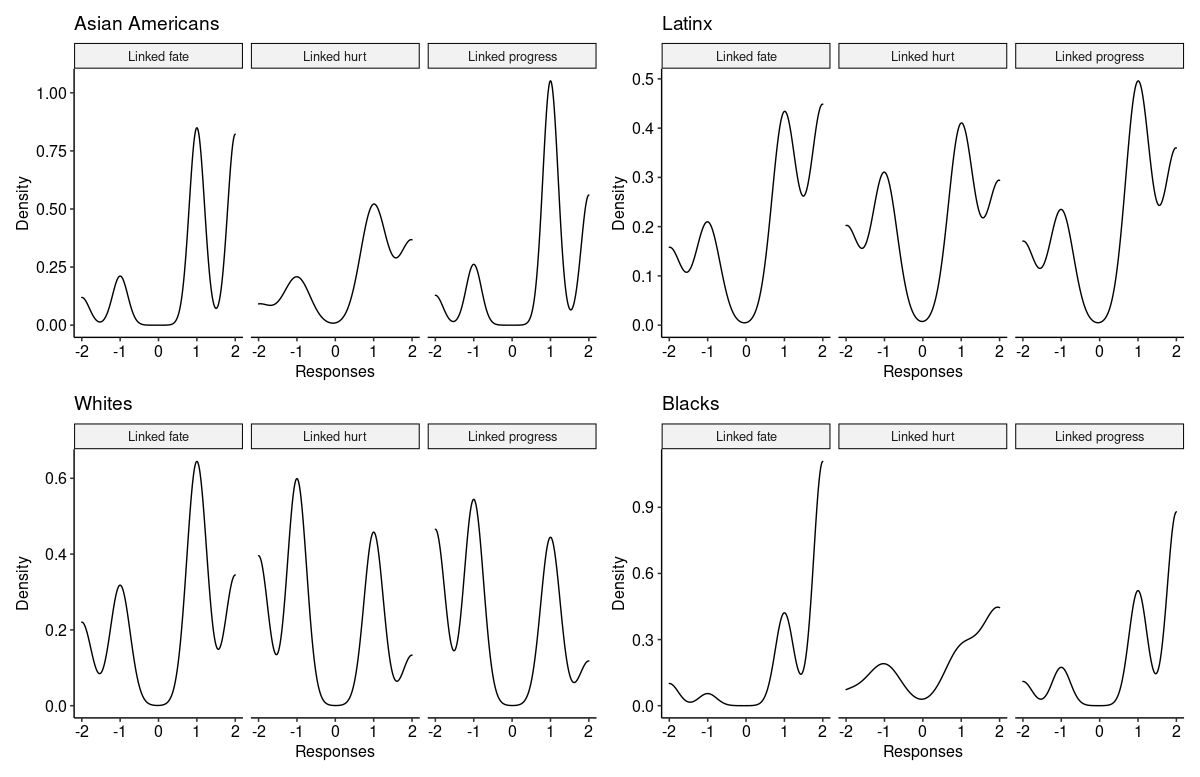 Asian Americans
Linked fate Linked hurt Linked progress
1.00
0.75
0.50
0.25
0.00
Density
-2 -1 0 1 2 -2 -1 0 1 2 -2 -1 0 1 2
Responses
Latinx
Linked fate Linked hurt Linked progress
0.5
0.4
0.3
0.2
0.1
0.0
Density
-2 -1 0 1 2 -2 -1 0 1 2 -2 -1 0 1 2
Responses
Whites
Linked fate Linked hurt Linked progress
0.6
0.4
0.2
0.0
Density
-2 -1 0 1 2 -2 -1 0 1 2 -2 -1 0 1 2
Responses
Blacks
Linked fate Linked hurt Linked progress
0.9
0.6
0.3
0.0
Density
-2 -1 0 1 2 -2 -1 0 1 2 -2 -1 0 1 2
Responses